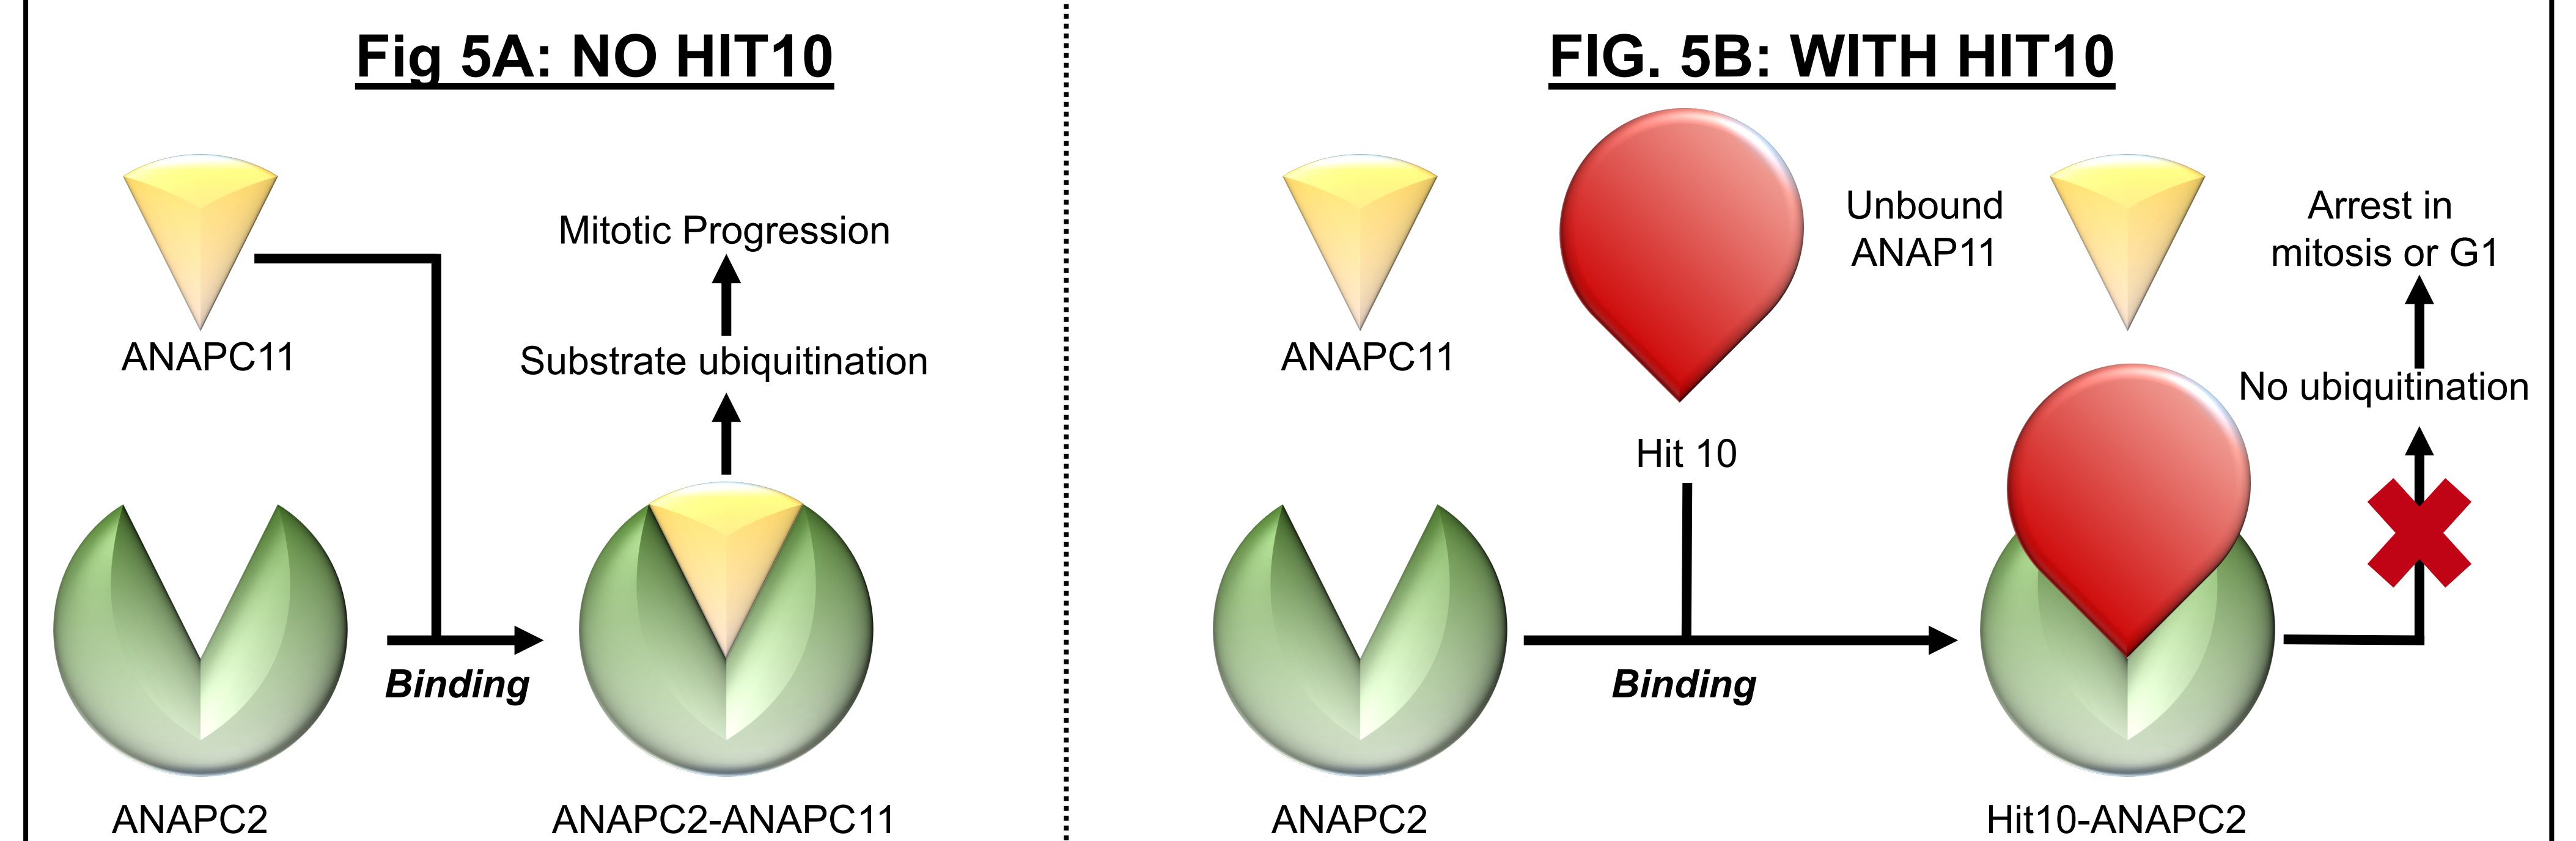 Fig 5A: NO HIT10
Mitotic Progression
Substrate ubiquitination
ANAPC11
Binding
ANAPC2
ANAPC2-ANAPC11
FIG. 5B: WITH HIT10
Unbound
ANAP11
Arrest in
mitosis or G1
ANAPC11
No ubiquitination
Hit 10
Binding
ANAPC2
Hit10-ANAPC2